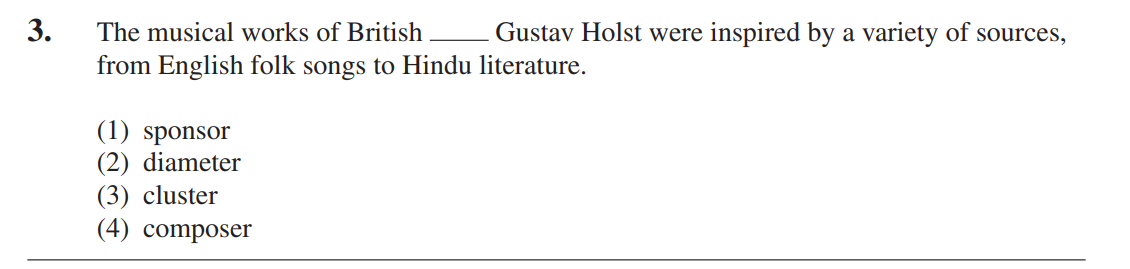 3. The musical works of British ____ Gustav Holst were inspired by a variety of sources,
from English folk songs to Hindu literature.
(1) sponsor
(2) diameter
(3) cluster
(4) composer